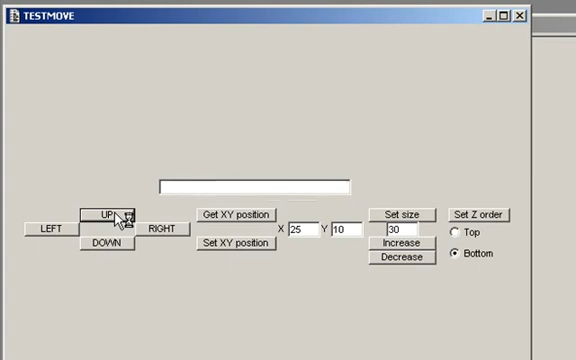 TESTMOVE
UP
Get XY position
Set size
Set Z order
LEFT
RIGHT
X 25 Y 10
30
Top
DOWN
Set XY position
Increase
Decrease
Bottom